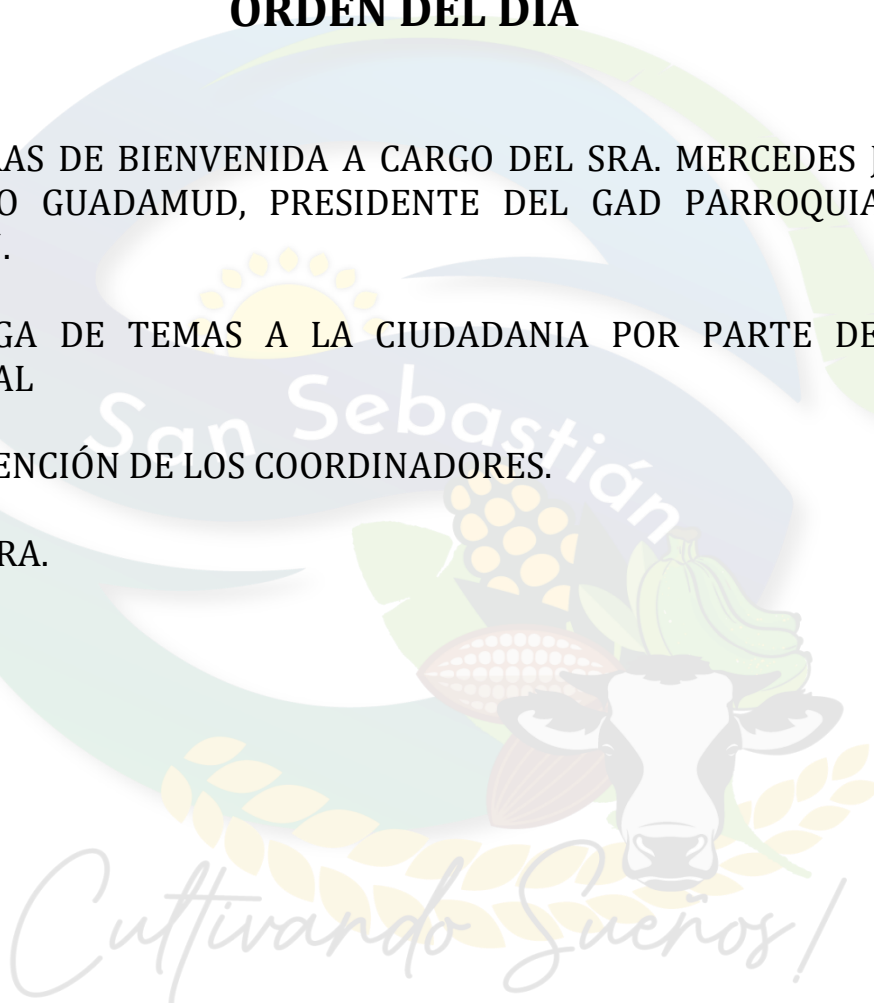 ORDEN DEL DIA
RAS DE BIENVENIDA A CARGO DEL SRA. MERCEDES J
O GUADAMUD, PRESIDENTE DEL GAD PARROQUIA
.
GA DE TEMAS A LA CIUDADANIA POR PARTE DE
AL
ENCIÓN DE LOS COORDINADORES.
RA.
San Sebastián
Cultivando Sueños!